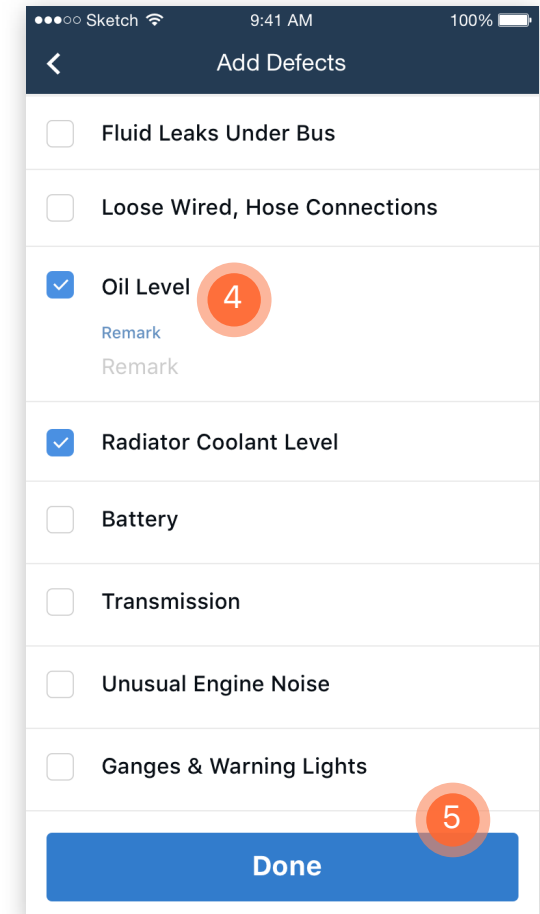 Sketch 9:41 AM 100%
Add Defects
Fluid Leaks Under Bus
Loose Wired, Hose Connections
Oil Level 4
Remark
Remark
Radiator Coolant Level
Battery
Transmission
Unusual Engine Noise
Ganges & Warning Lights
5
Done